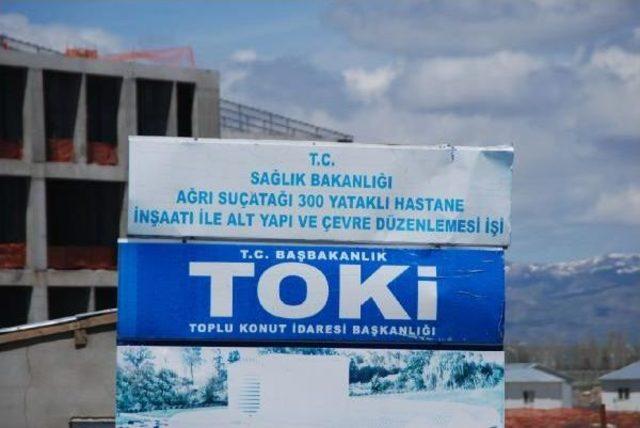 T.C.
SAĞLIK BAKANLIĞI
AĞRI SUÇATAĞI 300 YATAKLI HASTANE
İNŞAATI İLE ALT YAPI VE ÇEVRE DÜZENLEMESİ İŞİ
T.C. BAŞBAKANLIK
TOKİ
TOPLU KONUT İDARESİ BAŞKANLIĞI